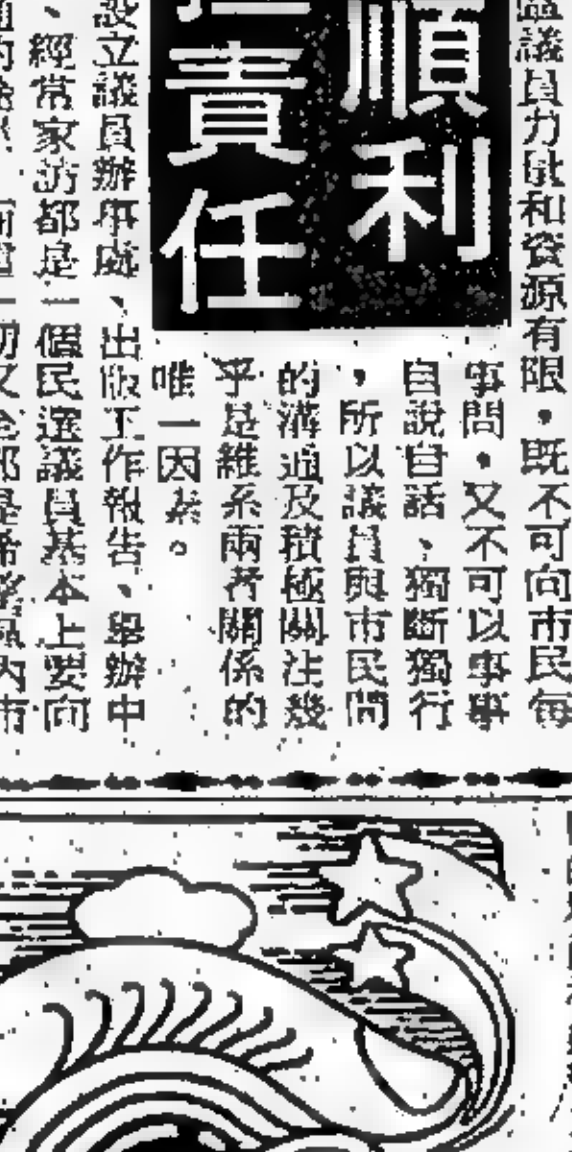 順利
責任
區議員力量和資源有限，既不可向市民每
事問，又不可以事事
自說自話、獨斷獨行
，所以議員與市民間
的溝通及積極關注幾
乎是維系兩者關係的
唯一因素。
設立議員辦事處、出版工作報告、舉辦中
、經常家訪都是一個民選議員基本上要向